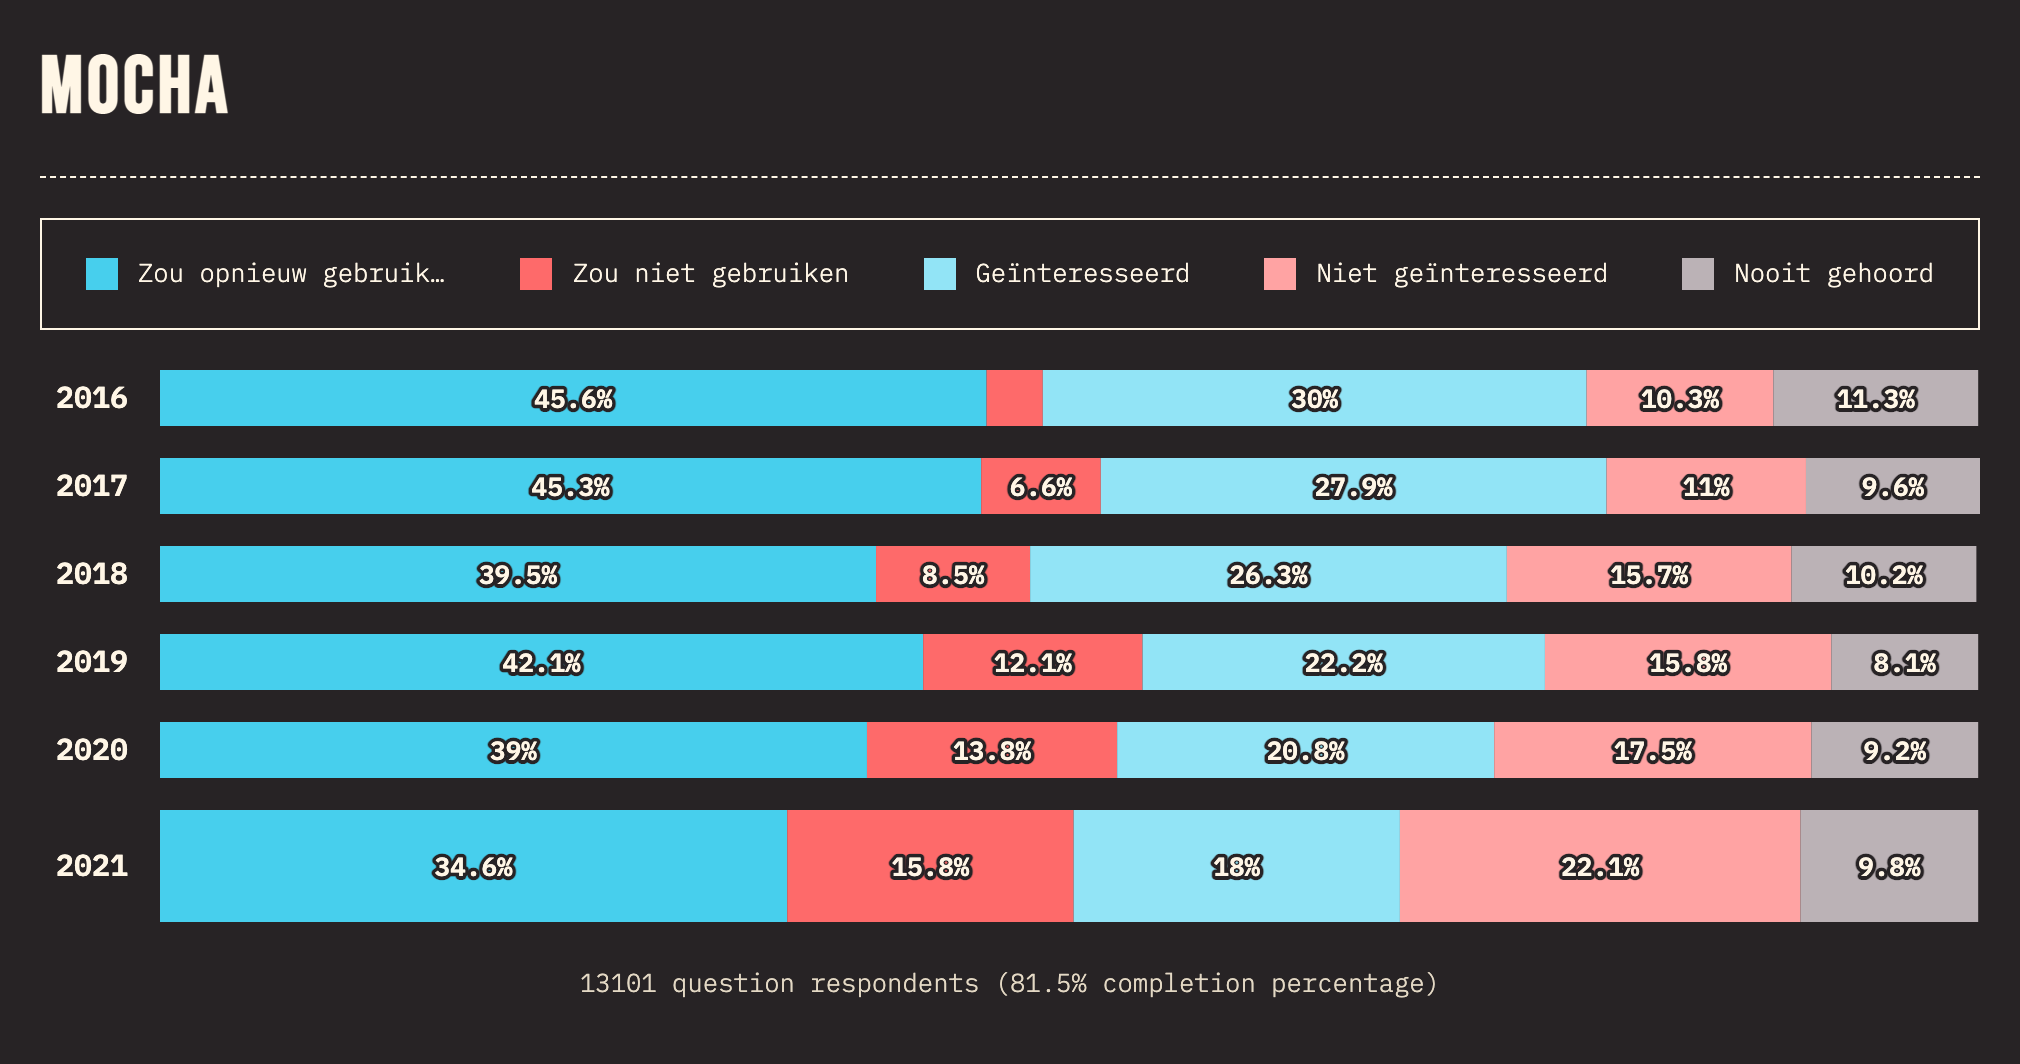 MOCHA
Zou opnieuw gebruik… Zou niet gebruiken Geïnteresseerd Niet geïnteresseerd Nooit gehoord
2016 45.6% 30% 10.3% 11.3%
2017 45.3% 6.6% 27.9% 11% 9.6%
2018 39.5% 8.5% 26.3% 15.7% 10.2%
2019 42.1% 12.1% 22.2% 15.8% 8.1%
2020 39% 13.8% 20.8% 17.5% 9.2%
2021 34.6% 15.8% 18% 22.1% 9.8%
13101 question respondents (81.5% completion percentage)